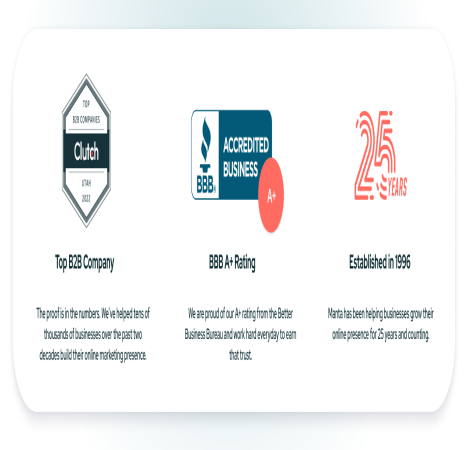 TOP
B2B COMPANIES
Clutch
UTAH
2022
BBB
ACCREDITED
BUSINESS
A+
25
YEARS
Top B2B Company
BBB A+ Rating
Established in 1996
The proof is in the numbers. We've helped tens of
thousands of businesses over the past two
decades build their online marketing presence.
We are proud of our A+ rating from the Better
Business Bureau and work hard everyday to earn
that trust.
Manta has been helping businesses grow their
online presence for 25 years and counting.